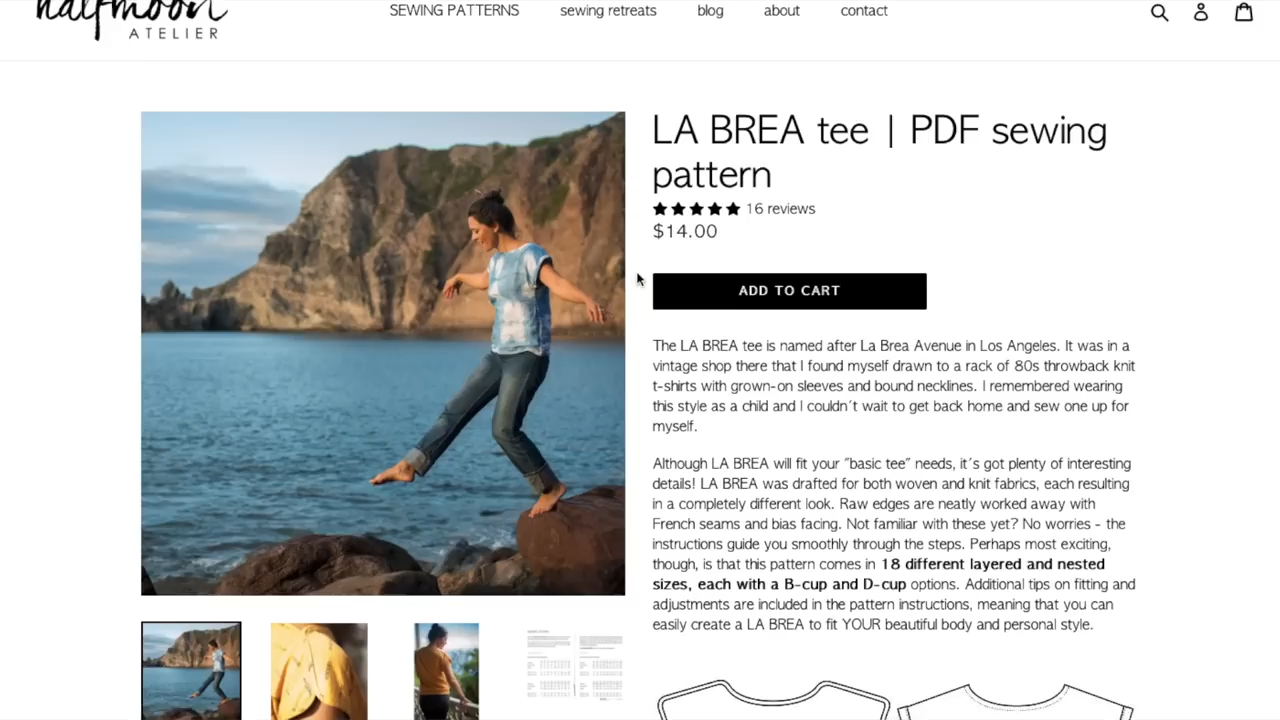 halfmoon
ATELIER
SEWING PATTERNS
sewing retreats
blog
about
contact
LA BREA tee | PDF sewing
pattern
16 reviews
$14.00
ADD TO CART
The LA BREA tee is named after La Brea Avenue in Los Angeles. It was in a
vintage shop there that I found myself drawn to a rack of 80s throwback knit
t-shirts with grown-on sleeves and bound necklines. I remembered wearing
this style as a child and I couldn't wait to get back home and sew one up for
myself.
Although LA BREA will fit your "basic tee" needs, it's got plenty of interesting
details! LA BREA was drafted for both woven and knit fabrics, each resulting
in a completely different look. Raw edges are neatly worked away with
French seams and bias facing. Not familiar with these yet? No worries - the
instructions guide you smoothly through the steps. Perhaps most exciting,
though, is that this pattern comes in 18 different layered and nested
sizes, each with a B-cup and D-cup options. Additional tips on fitting and
adjustments are included in the pattern instructions, meaning that you can
easily create a LA BREA to fit YOUR beautiful body and personal style.